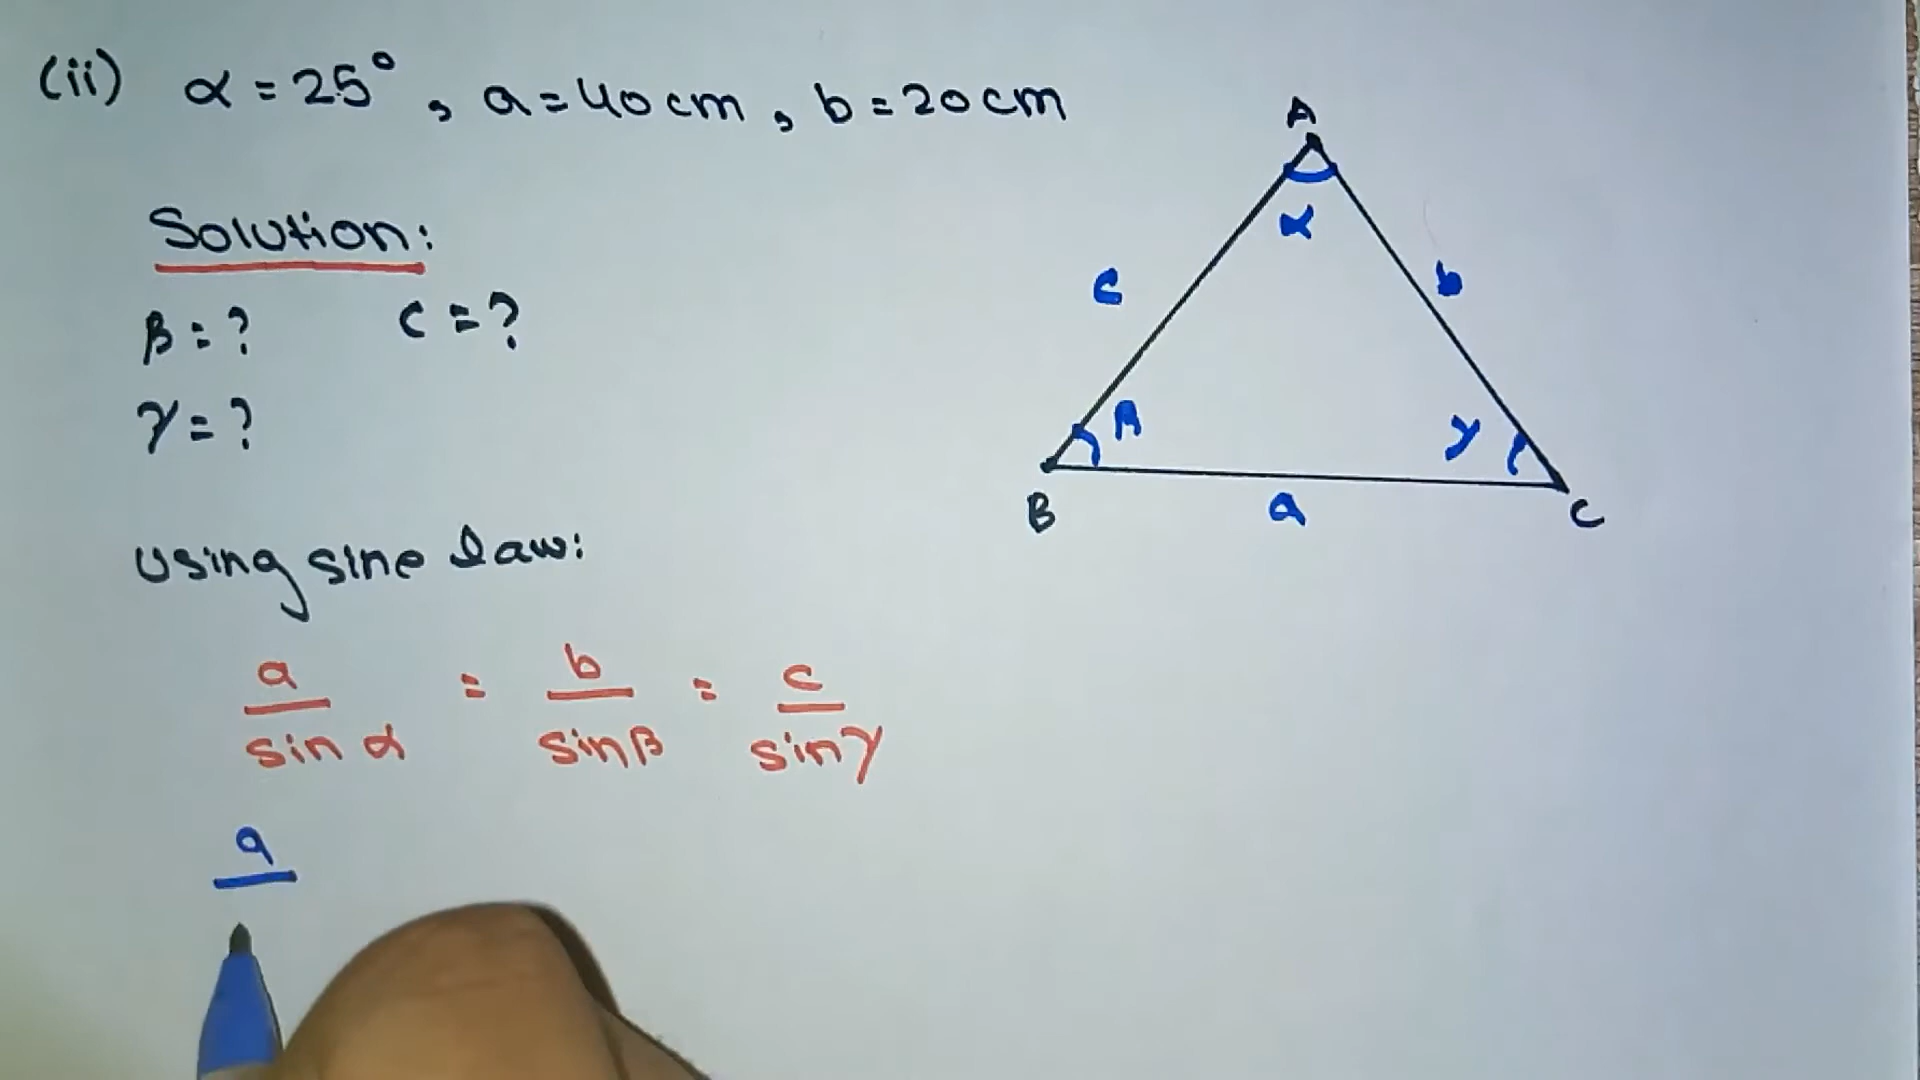 (ii) α = 25° , a = 40 cm , b = 20 cm
Solution:
β = ? c = ?
γ = ?
using sine law:
a/sin α = b/sin β = c/sin γ
a
A
α
c
b
A
γ
B
a
C